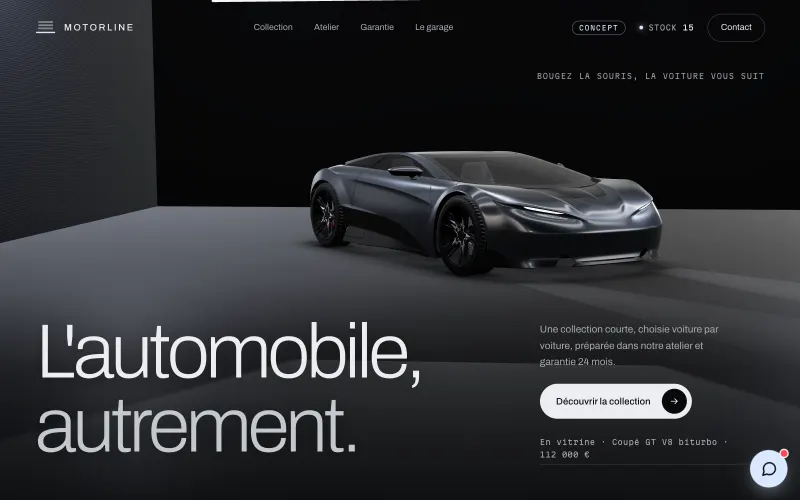 MOTORLINE
Collection Atelier Garantie Le garage
CONCEPT STOCK 15 Contact
BOUGEZ LA SOURIS, LA VOITURE VOUS SUIT
L'automobile,
autrement.
Une collection courte, choisie voiture par
voiture, préparée dans notre atelier et
garantie 24 mois.
Découvrir la collection
En vitrine · Coupé GT V8 biturbo ·
112 000 €